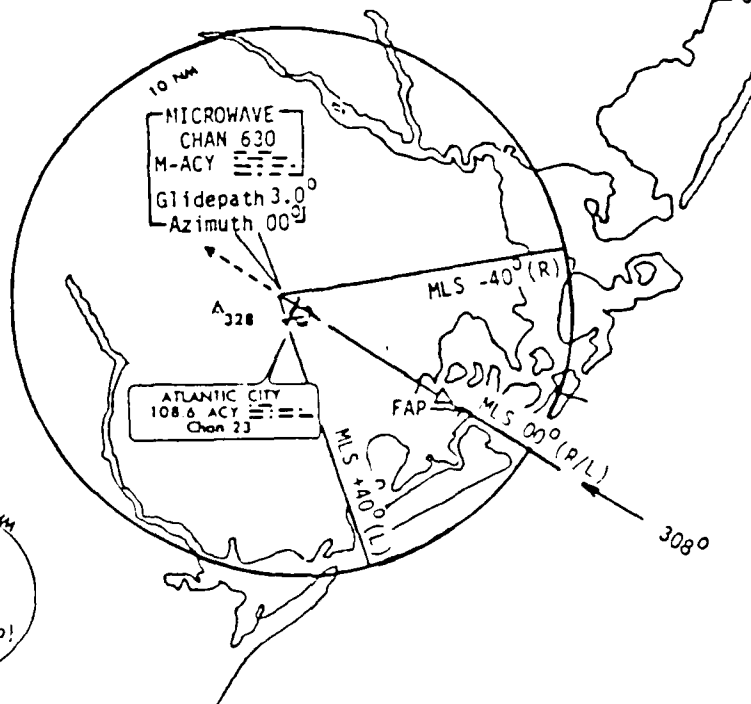 10 NM
MICROWAVE
CHAN 630
M-ACY
Glidepath 3.0°
Azimuth 00°
MLS -40° (R)
328
ATLANTIC CITY
108.6 ACY
Chan 23
FAP
MLS 00° (R/L)
MLS +40° (L)
308°